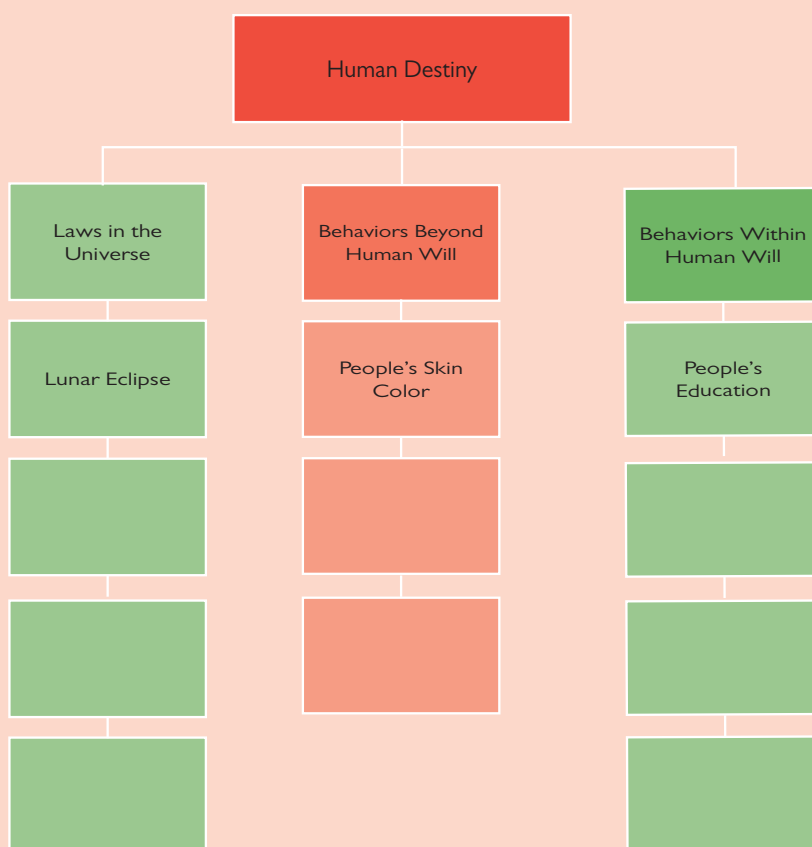 Human Destiny
Laws in the
Universe
Behaviors Beyond
Human Will
Behaviors Within
Human Will
Lunar Eclipse
People's Skin
Color
People's
Education